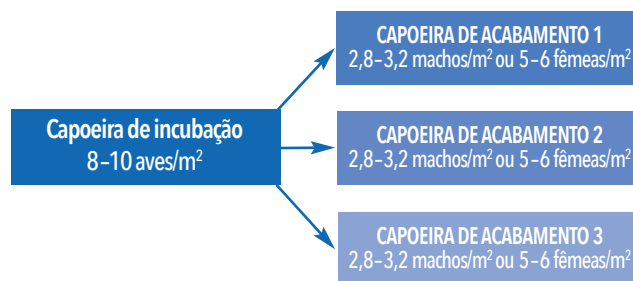 CAPOEIRA DE ACABAMENTO 1
2,8–3,2 machos/m² ou 5–6 fêmeas/m²
Capoeira de incubação
8–10 aves/m²
CAPOEIRA DE ACABAMENTO 2
2,8–3,2 machos/m² ou 5–6 fêmeas/m²
CAPOEIRA DE ACABAMENTO 3
2,8–3,2 machos/m² ou 5–6 fêmeas/m²